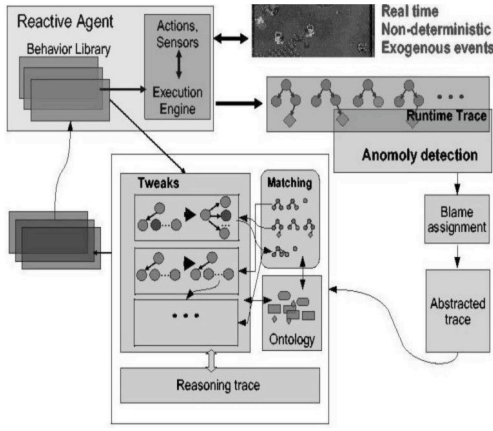 Reactive Agent
Behavior Library
Actions,
Sensors
Execution
Engine
Real time
Non-deterministic
Exogenous events
Runtime Trace
Anomoly detection
Blame
assignment
Abstracted
trace
Tweaks
Matching
Ontology
Reasoning trace